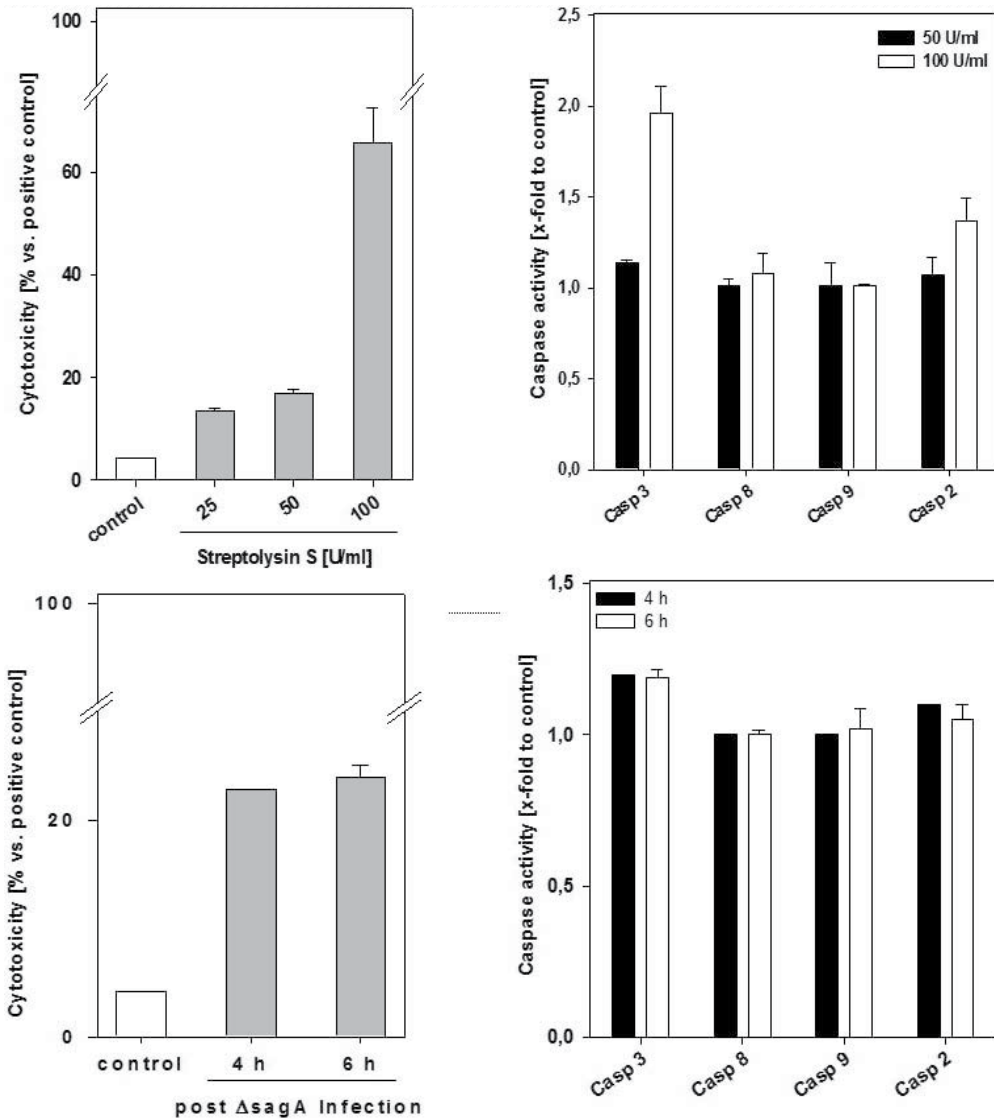 100
60
40
20
0
Cytotoxicity [% vs. positive control]
control
25
50
100
Streptolysin S [U/ml]
2,5
2,0
1,5
1,0
0,5
0,0
Caspase activity [x-fold to control]
50 U/ml
100 U/ml
Casp 3
Casp 8
Casp 9
Casp 2
100
20
0
Cytotoxicity [% vs. positive control]
control
4 h
6 h
post ΔsagA Infection
1,5
1,0
0,5
0,0
Caspase activity [x-fold to control]
4 h
6 h
Casp 3
Casp 8
Casp 9
Casp 2